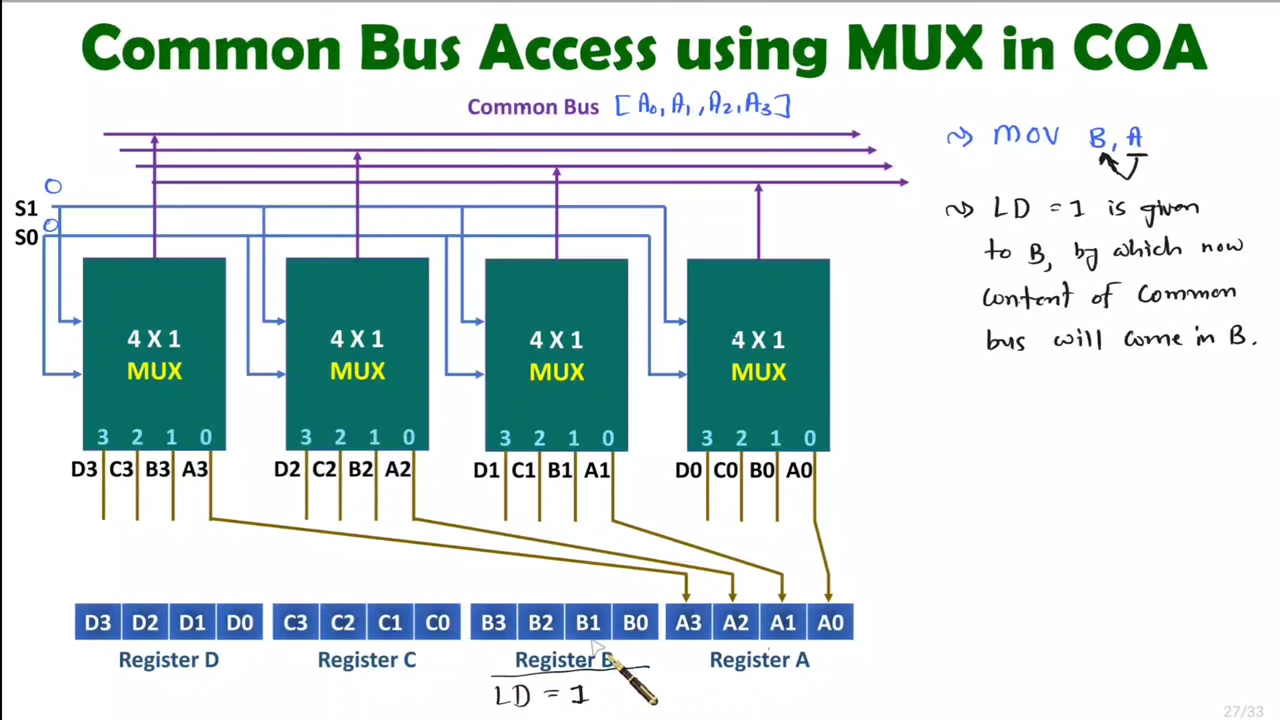 Common Bus Access using MUX in COA
Common Bus [A0, A1, A2, A3]
~> MOV B, A
0
S1
0
S0
~> LD = 1 is given
to B, by which now
content of common
bus will come in B.
4 X 1 4 X 1 4 X 1 4 X 1
MUX MUX MUX MUX
3 2 1 0 3 2 1 0 3 2 1 0 3 2 1 0
D3 C3 B3 A3 D2 C2 B2 A2 D1 C1 B1 A1 D0 C0 B0 A0
D3 D2 D1 D0 C3 C2 C1 C0 B3 B2 B1 B0 A3 A2 A1 A0
Register D Register C Register B Register A
LD = 1
27/33